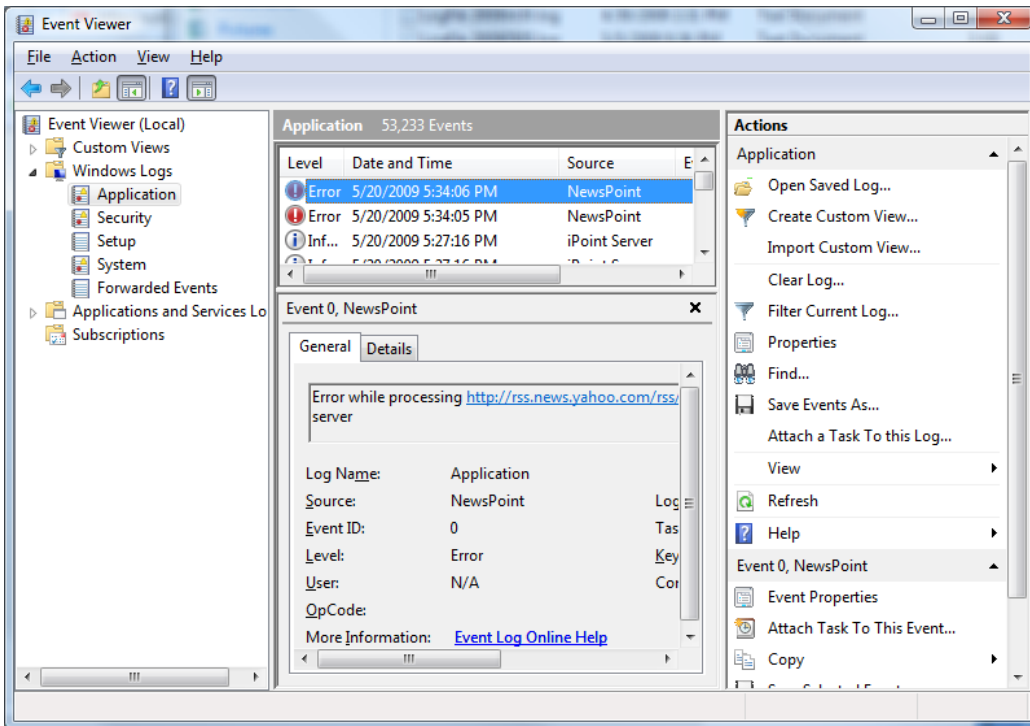 Event Viewer
File Action View Help
Event Viewer (Local)
Custom Views
Windows Logs
Application
Security
Setup
System
Forwarded Events
Applications and Services Lo
Subscriptions
Application 53,233 Events
Level Date and Time Source E
Error 5/20/2009 5:34:06 PM NewsPoint
Error 5/20/2009 5:34:05 PM NewsPoint
Inf... 5/20/2009 5:27:16 PM iPoint Server
Event 0, NewsPoint
General Details
Error while processing http://rss.news.yahoo.com/rss/
server
Log Name: Application
Source: NewsPoint Log
Event ID: 0 Tas
Level: Error Key
User: N/A Cor
OpCode:
More Information: Event Log Online Help
Actions
Application
Open Saved Log...
Create Custom View...
Import Custom View...
Clear Log...
Filter Current Log...
Properties
Find...
Save Events As...
Attach a Task To this Log...
View
Refresh
Help
Event 0, NewsPoint
Event Properties
Attach Task To This Event...
Copy